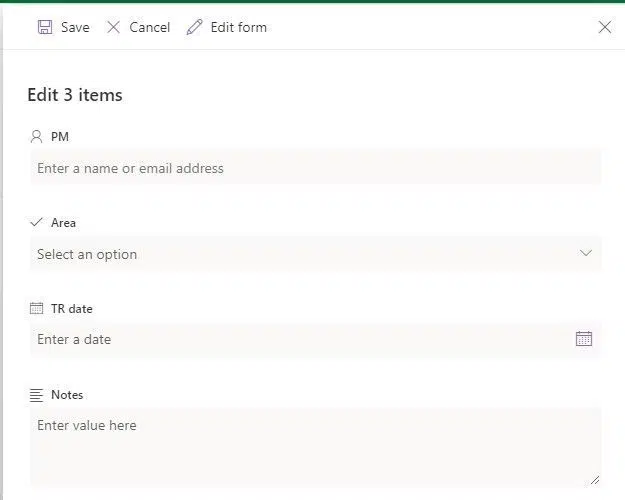 Save Cancel Edit form
Edit 3 items
PM
Enter a name or email address
Area
Select an option
TR date
Enter a date
Notes
Enter value here